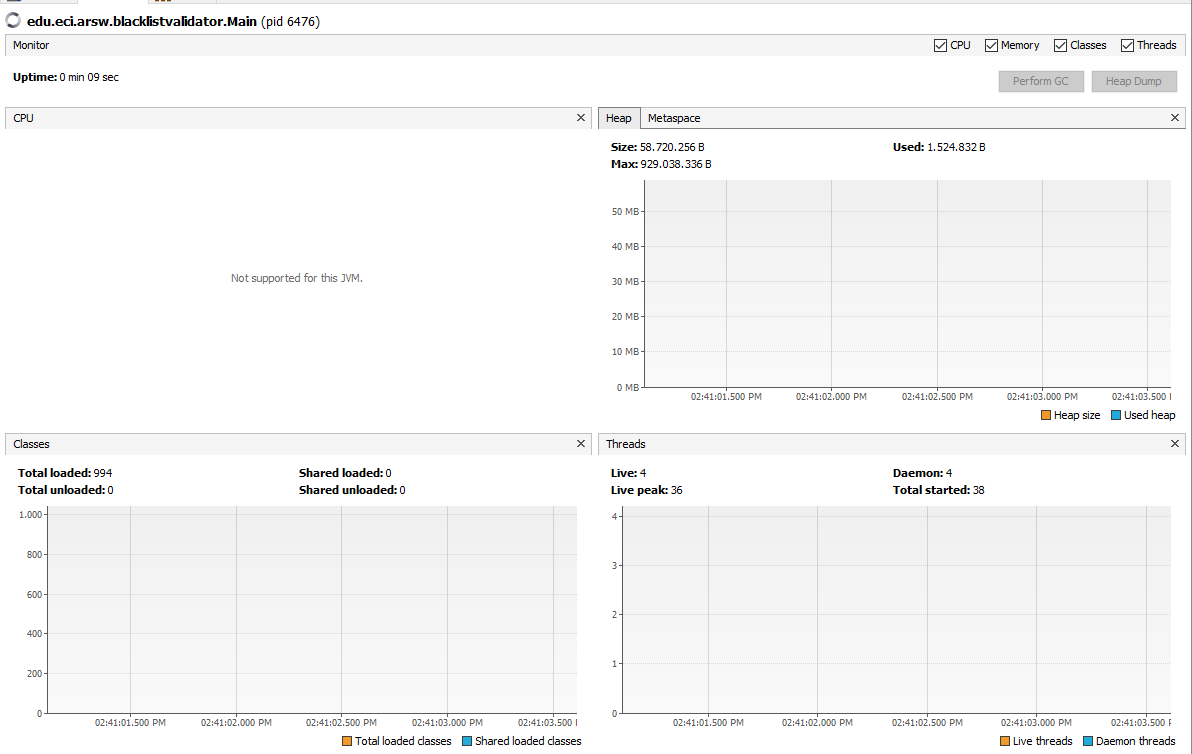 edu.eci.arsw.blacklistvalidator.Main (pid 6476)
Monitor
CPU Memory Classes Threads
Uptime: 0 min 09 sec
Perform GC Heap Dump
CPU
Not supported for this JVM.
Heap Metaspace
Size: 58.720.256 B Used: 1.524.832 B
Max: 929.038.336 B
50 MB
40 MB
30 MB
20 MB
10 MB
0 MB
02:41:01.500 PM 02:41:02.000 PM 02:41:02.500 PM 02:41:03.000 PM 02:41:03.500
Heap size Used heap
Classes
Total loaded: 994 Shared loaded: 0
Total unloaded: 0 Shared unloaded: 0
1.000
800
600
400
200
0
02:41:01.500 PM 02:41:02.000 PM 02:41:02.500 PM 02:41:03.000 PM 02:41:03.500
Total loaded classes Shared loaded classes
Threads
Live: 4 Daemon: 4
Live peak: 36 Total started: 38
4
3
2
1
0
02:41:01.500 PM 02:41:02.000 PM 02:41:02.500 PM 02:41:03.000 PM 02:41:03.500
Live threads Daemon threads